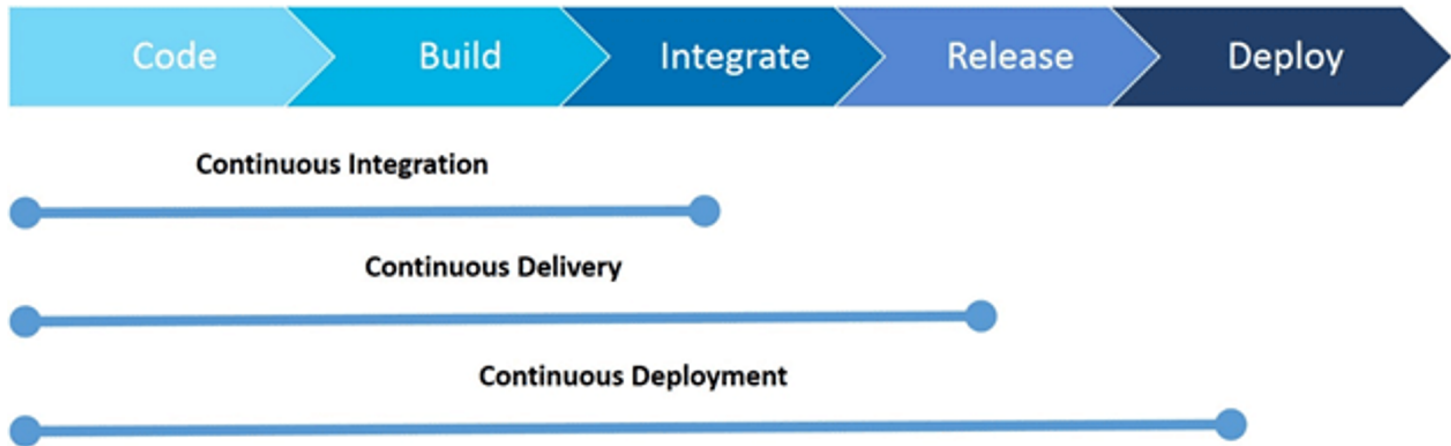 Code Build Integrate Release Deploy
Continuous Integration
Continuous Delivery
Continuous Deployment